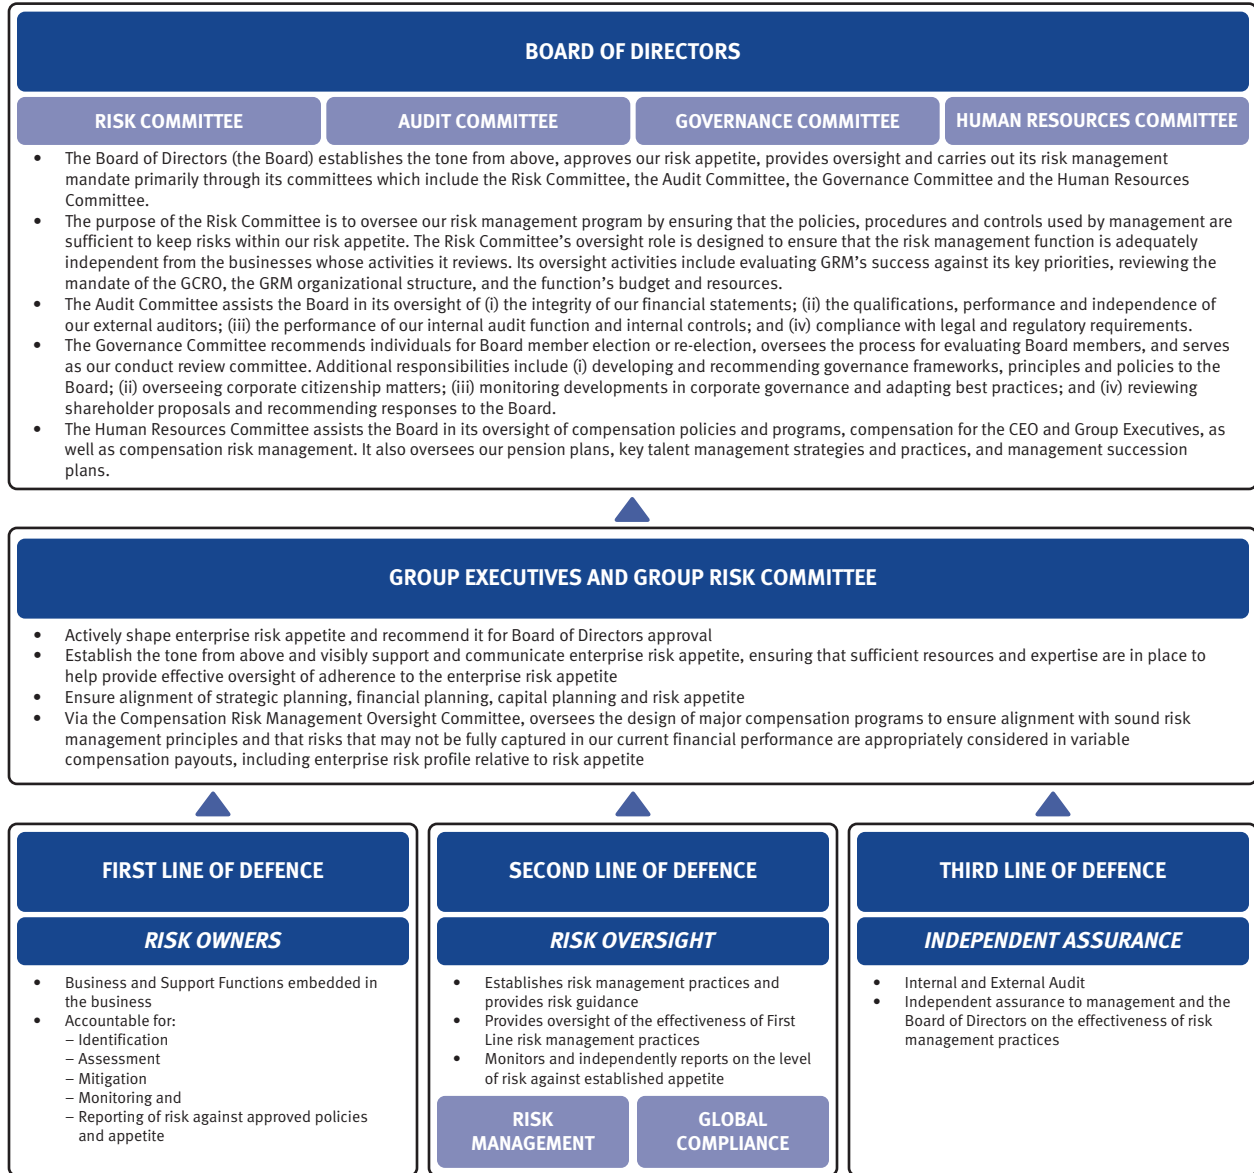 BOARD OF DIRECTORS
RISK COMMITTEE
AUDIT COMMITTEE
GOVERNANCE COMMITTEE
HUMAN RESOURCES COMMITTEE
• The Board of Directors (the Board) establishes the tone from above, approves our risk appetite, provides oversight and carries out its risk management
mandate primarily through its committees which include the Risk Committee, the Audit Committee, the Governance Committee and the Human Resources
Committee.
• The purpose of the Risk Committee is to oversee our risk management program by ensuring that the policies, procedures and controls used by management are
sufficient to keep risks within our risk appetite. The Risk Committee's oversight role is designed to ensure that the risk management function is adequately
independent from the businesses whose activities it reviews. Its oversight activities include evaluating GRM's success against its key priorities, reviewing the
mandate of the GCRO, the GRM organizational structure, and the function's budget and resources.
• The Audit Committee assists the Board in its oversight of (i) the integrity of our financial statements; (ii) the qualifications, performance and independence of
our external auditors; (iii) the performance of our internal audit function and internal controls; and (iv) compliance with legal and regulatory requirements.
• The Governance Committee recommends individuals for Board member election or re-election, oversees the process for evaluating Board members, and serves
as our conduct review committee. Additional responsibilities include (i) developing and recommending governance frameworks, principles and policies to the
Board; (ii) overseeing corporate citizenship matters; (iii) monitoring developments in corporate governance and adapting best practices; and (iv) reviewing
shareholder proposals and recommending responses to the Board.
• The Human Resources Committee assists the Board in its oversight of compensation policies and programs, compensation for the CEO and Group Executives, as
well as compensation risk management. It also oversees our pension plans, key talent management strategies and practices, and management succession
plans.
GROUP EXECUTIVES AND GROUP RISK COMMITTEE
• Actively shape enterprise risk appetite and recommend it for Board of Directors approval
• Establish the tone from above and visibly support and communicate enterprise risk appetite, ensuring that sufficient resources and expertise are in place to
help provide effective oversight of adherence to the enterprise risk appetite
• Ensure alignment of strategic planning, financial planning, capital planning and risk appetite
• Via the Compensation Risk Management Oversight Committee, oversees the design of major compensation programs to ensure alignment with sound risk
management principles and that risks that may not be fully captured in our current financial performance are appropriately considered in variable
compensation payouts, including enterprise risk profile relative to risk appetite
FIRST LINE OF DEFENCE
RISK OWNERS
• Business and Support Functions embedded in
the business
• Accountable for:
– Identification
– Assessment
– Mitigation
– Monitoring and
– Reporting of risk against approved policies
and appetite
SECOND LINE OF DEFENCE
RISK OVERSIGHT
• Establishes risk management practices and
provides risk guidance
• Provides oversight of the effectiveness of First
Line risk management practices
• Monitors and independently reports on the level
of risk against established appetite
RISK
MANAGEMENT
GLOBAL
COMPLIANCE
THIRD LINE OF DEFENCE
INDEPENDENT ASSURANCE
• Internal and External Audit
• Independent assurance to management and the
Board of Directors on the effectiveness of risk
management practices